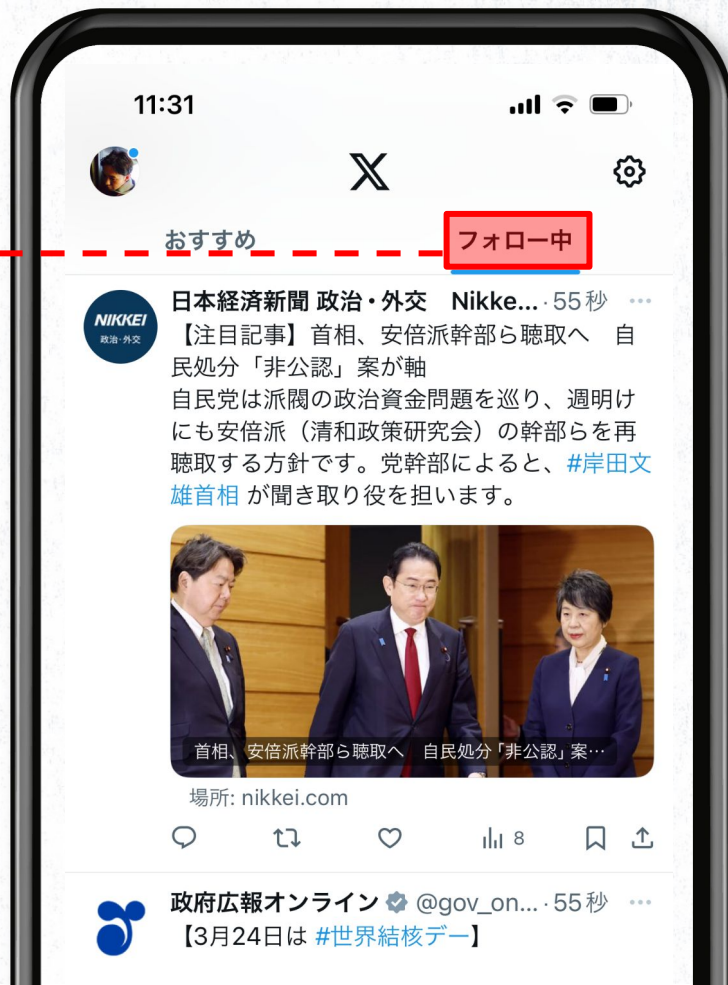 11:31
おすすめ
フォロー中
NIKKEI
政治・外交
日本経済新聞 政治・外交 Nikke... · 55秒
【注目記事】首相、安倍派幹部ら聴取へ 自
民処分「非公認」案が軸
自民党は派閥の政治資金問題を巡り、週明け
にも安倍派（清和政策研究会）の幹部らを再
聴取する方針です。党幹部によると、#岸田文
雄首相 が聞き取り役を担います。
首相、安倍派幹部ら聴取へ 自民処分「非公認」案…
場所: nikkei.com
8
政府広報オンライン @gov_on... · 55秒
【3月24日は #世界結核デー】